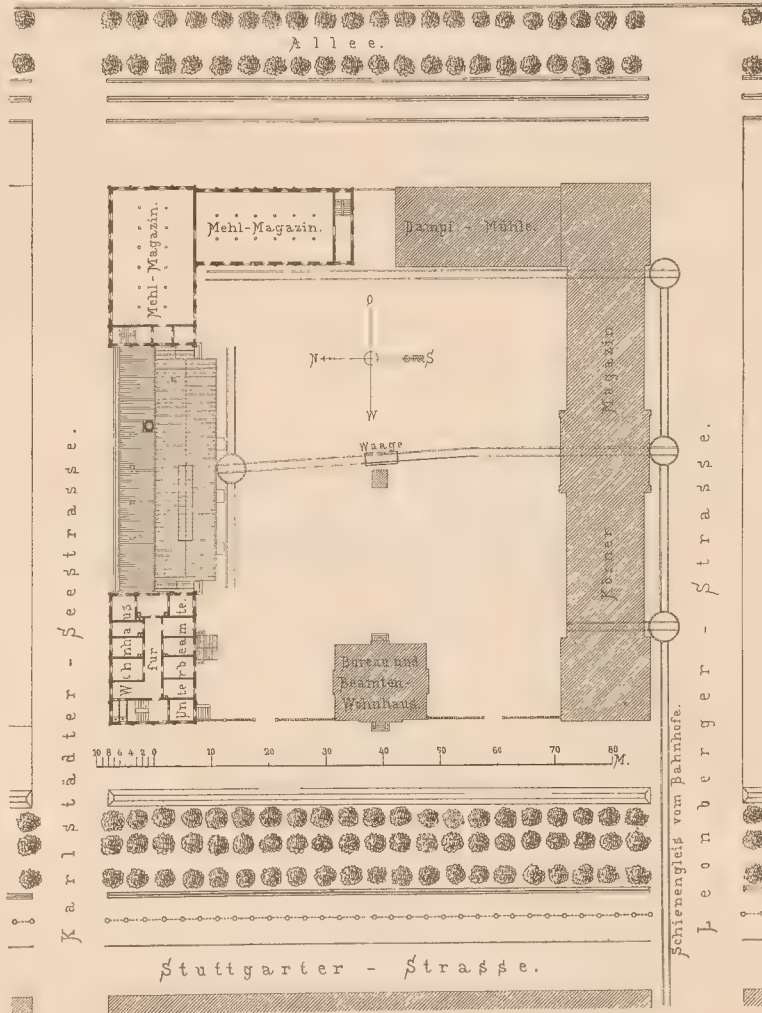 Allee.
Mehl-Magazin.
Mehl-Magazin.
Dampf - Mühle.
O
N
S
W
Waage
Körner Magazin
Wohnhaus
für
Unterbeamte.
Bureau und
Beamten-
Wohnhaus.
10 8 6 4 2 0 10 20 30 40 50 60 70 80 M.
Karlstädter - Seestrasse.
Schienengleis vom Bahnhofe.
Leonberger - Strasse.
Stuttgarter - Strasse.